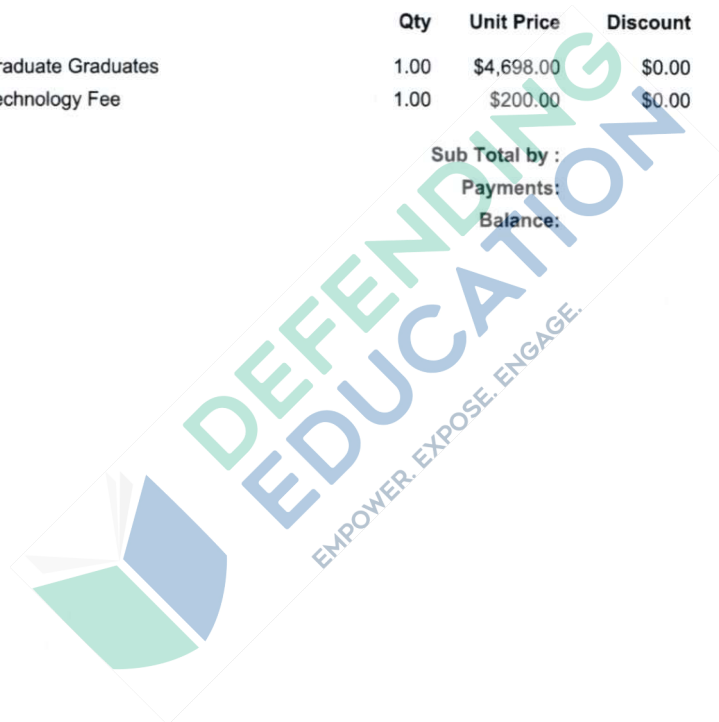 Qty Unit Price Discount
raduate Graduates 1.00 $4,698.00 $0.00
echnology Fee 1.00 $200.00 $0.00
Sub Total by :
Payments:
Balance:
DEFENDING
EDUCATION
EMPOWER. EXPOSE. ENGAGE.